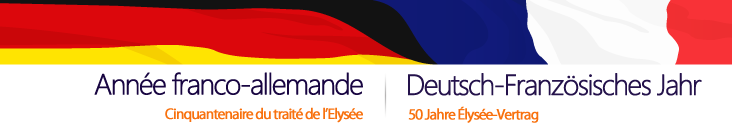 Année franco-allemande
Cinquantenaire du traité de l'Elysée
Deutsch-Französisches Jahr
50 Jahre Élysée-Vertrag